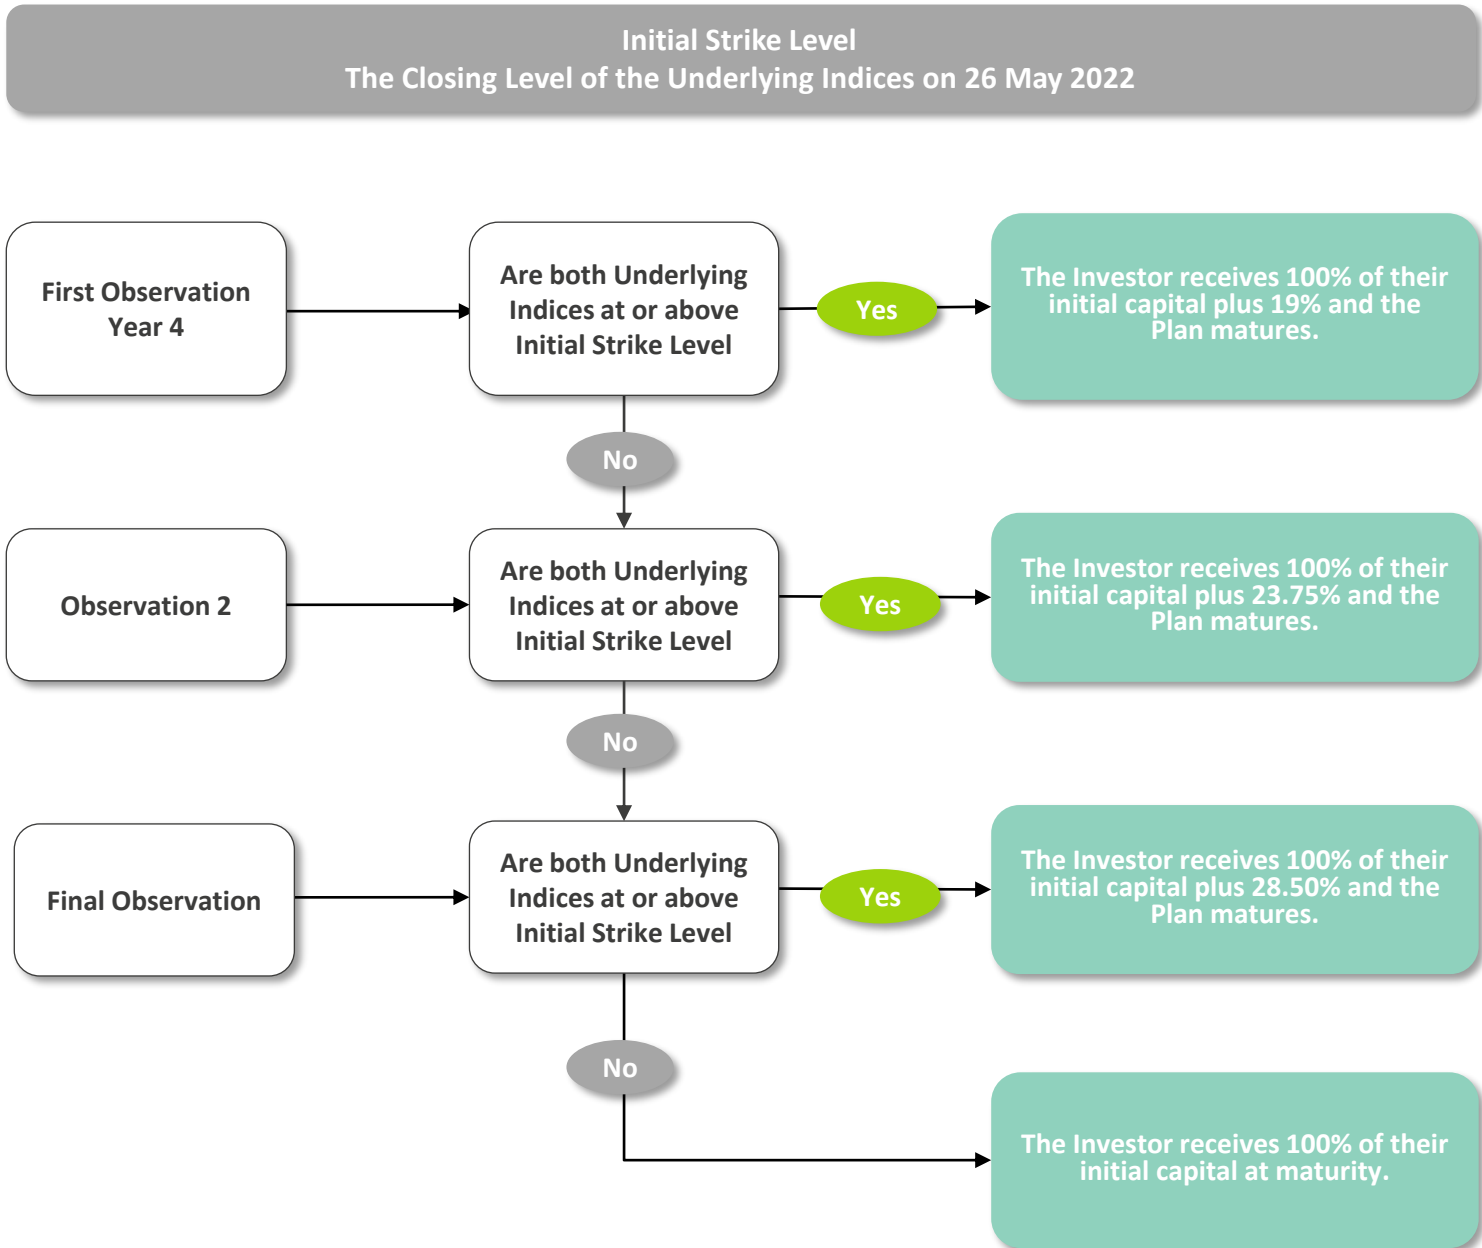 Initial Strike Level
The Closing Level of the Underlying Indices on 26 May 2022
First Observation
Year 4
Are both Underlying
Indices at or above
Initial Strike Level
Yes
The Investor receives 100% of their
initial capital plus 19% and the
Plan matures.
No
Observation 2
Are both Underlying
Indices at or above
Initial Strike Level
Yes
The Investor receives 100% of their
initial capital plus 23.75% and the
Plan matures.
No
Final Observation
Are both Underlying
Indices at or above
Initial Strike Level
Yes
The Investor receives 100% of their
initial capital plus 28.50% and the
Plan matures.
No
The Investor receives 100% of their
initial capital at maturity.